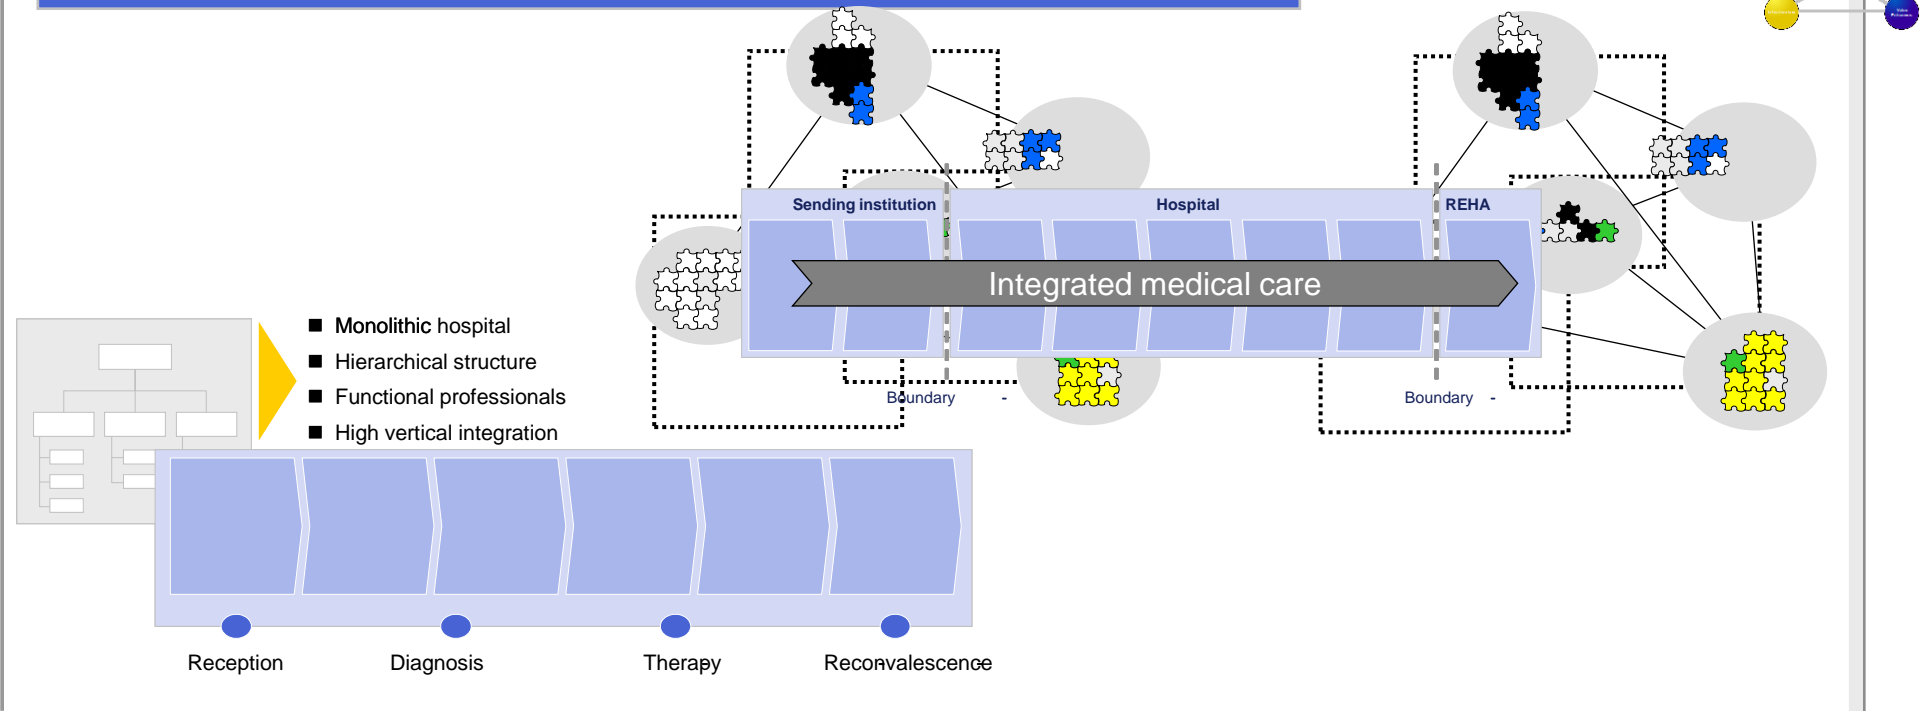 Sending institution
Hospital
REHA
Integrated medical care
Monolithic hospital
Hierarchical structure
Functional professionals
High vertical integration
Boundary -
Boundary -
Reception
Diagnosis
Therapy
Reconvalescence